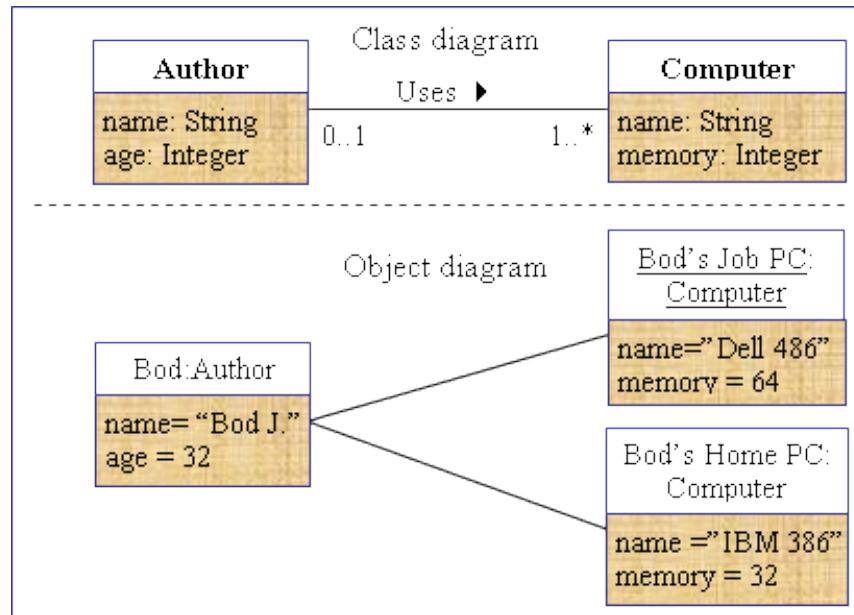 Class diagram
Author
name: String
age: Integer
Uses ▶
0..1
1..*
Computer
name: String
memory: Integer
Object diagram
Bod:Author
name= “Bod J.”
age = 32
Bod’s Job PC:
Computer
name=”Dell 486”
memory = 64
Bod’s Home PC:
Computer
name =”IBM 386”
memory = 32